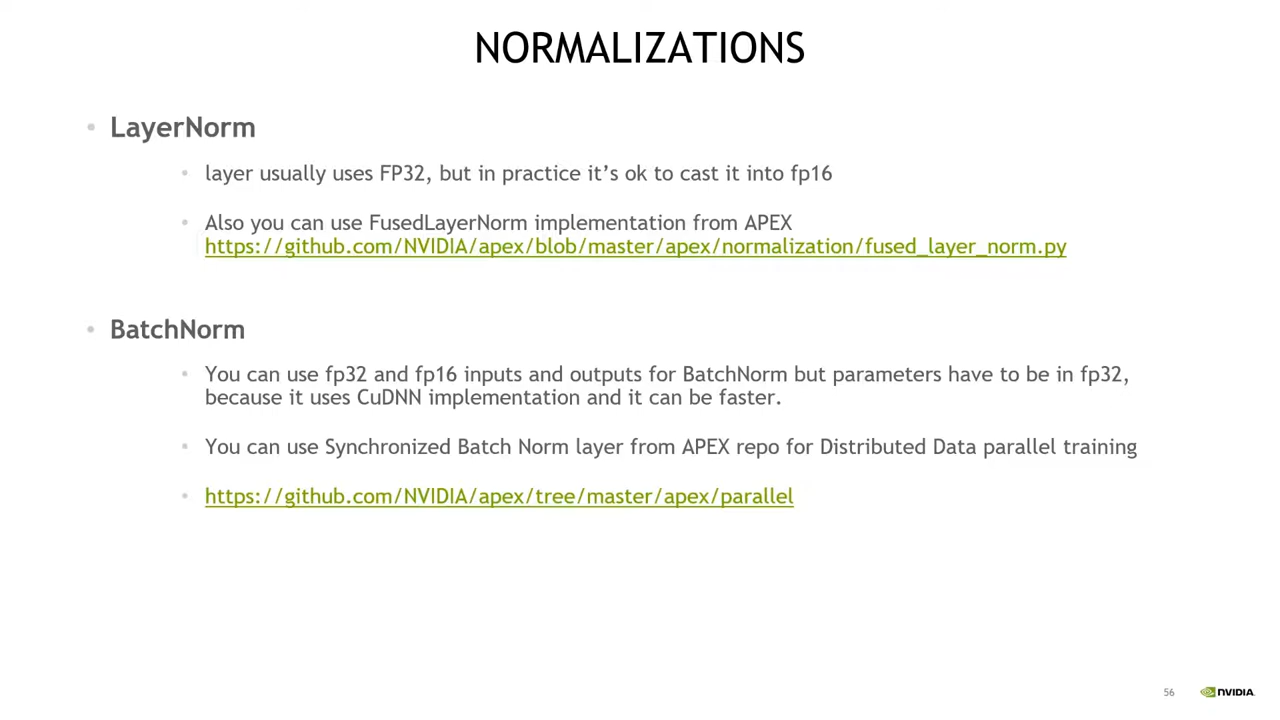 NORMALIZATIONS
• LayerNorm
• layer usually uses FP32, but in practice it’s ok to cast it into fp16
• Also you can use FusedLayerNorm implementation from APEX
https://github.com/NVIDIA/apex/blob/master/apex/normalization/fused_layer_norm.py
• BatchNorm
• You can use fp32 and fp16 inputs and outputs for BatchNorm but parameters have to be in fp32,
because it uses CuDNN implementation and it can be faster.
• You can use Synchronized Batch Norm layer from APEX repo for Distributed Data parallel training
• https://github.com/NVIDIA/apex/tree/master/apex/parallel
56 NVIDIA.